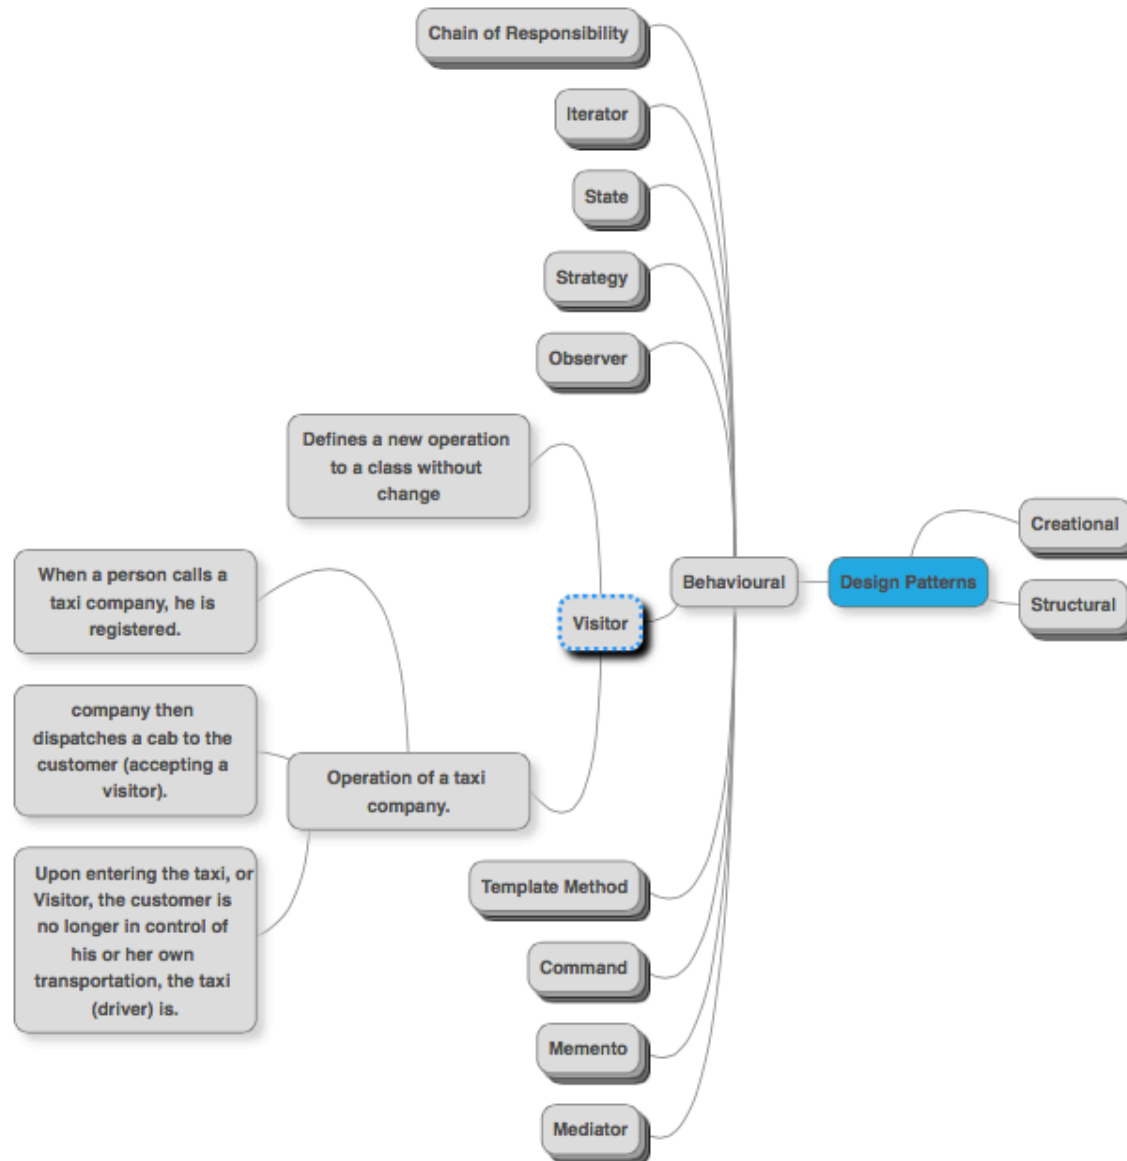 Chain of Responsibility
Iterator
State
Strategy
Observer
Defines a new operation
to a class without
change
When a person calls a
taxi company, he is
registered.
company then
dispatches a cab to the
customer (accepting a
visitor).
Upon entering the taxi, or
Visitor, the customer is
no longer in control of
his or her own
transportation, the taxi
(driver) is.
Operation of a taxi
company.
Visitor
Behavioural
Design Patterns
Creational
Structural
Template Method
Command
Memento
Mediator